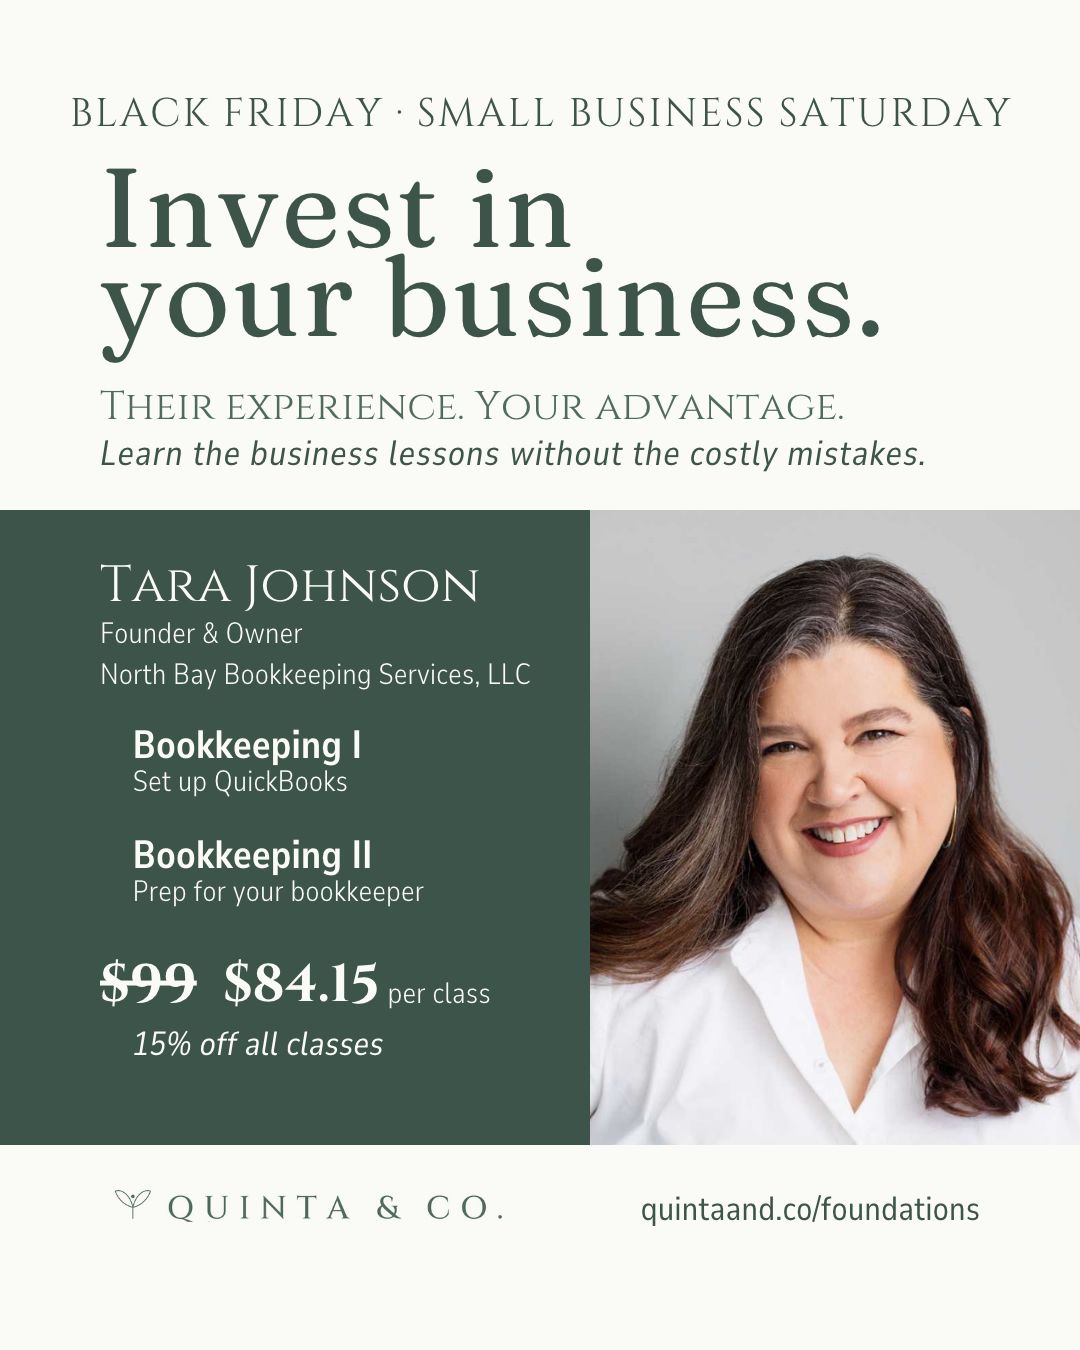 BLACK FRIDAY · SMALL BUSINESS SATURDAY
Invest in
your business.
THEIR EXPERIENCE. YOUR ADVANTAGE.
Learn the business lessons without the costly mistakes.
TARA JOHNSON
Founder & Owner
North Bay Bookkeeping Services, LLC
Bookkeeping I
Set up QuickBooks
Bookkeeping II
Prep for your bookkeeper
$99 $84.15 per class
15% off all classes
QUINTA & CO.
quintaand.co/foundations